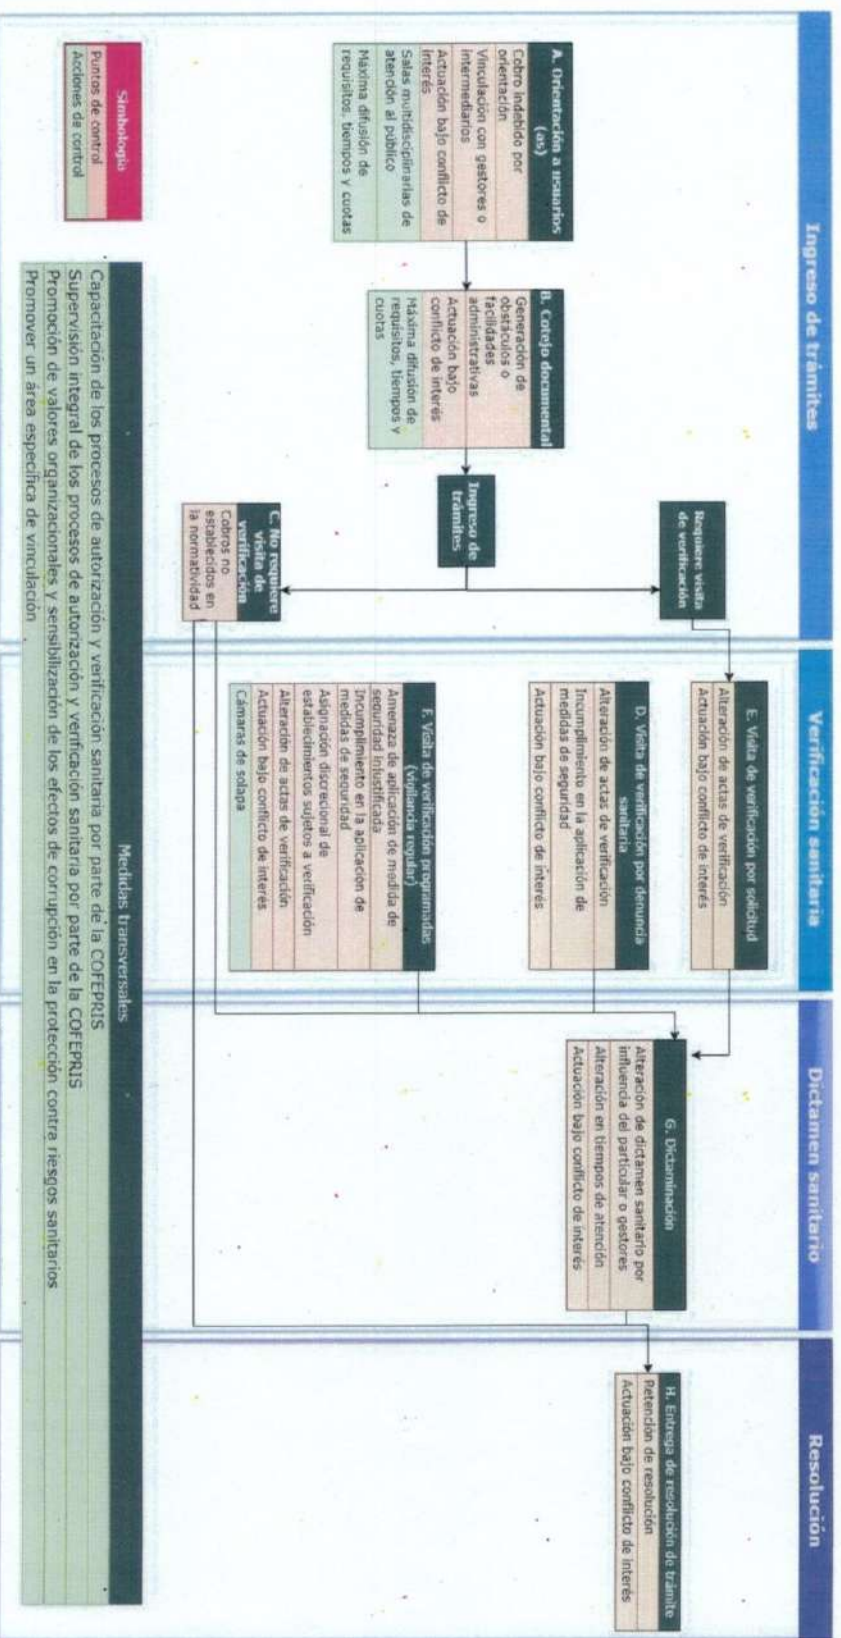 Ingreso de trámites
Verificación sanitaria
Dictamen sanitario
Resolución
A. Orientación a usuarios
(as)
Cobro indebido por
orientación
Vinculación con gestores o
intermediarios
Actuación bajo conflicto de
interés
Salas multidisciplinarias de
atención al público
Máxima difusión de
requisitos, tiempos y cuotas
B. Cotejo documental
Generación de
obstáculos o
facilidades
administrativas
Actuación bajo
conflicto de interés
Máxima difusión de
requisitos, tiempos y
cuotas
Ingreso de
trámites
Requiere visita
de verificación
C. No requiere
visita de
verificación
Cobros no
establecidos en
la normatividad
E. Visita de verificación por solicitud
Alteración de actas de verificación
Actuación bajo conflicto de interés
D. Visita de verificación por denuncia
sanitaria
Alteración de actas de verificación
Incumplimiento en la aplicación de
medidas de seguridad
Actuación bajo conflicto de interés
F. Visita de verificación programadas
(vigilancia regular)
Amenaza de aplicación de medida de
seguridad injustificada
Incumplimiento en la aplicación de
medidas de seguridad
Asignación discrecional de
establecimientos sujetos a verificación
Alteración de actas de verificación
Actuación bajo conflicto de interés
Cámaras de solapa
G. Dictaminación
Alteración de dictamen sanitario por
influencia del particular o gestores
Alteración en tiempos de atención
Actuación bajo conflicto de interés
H. Entrega de resolución de trámite
Retención de resolución
Actuación bajo conflicto de interés
Simbología
Puntos de control
Acciones de control
Medidas transversales
Capacitación de los procesos de autorización y verificación sanitaria por parte de la COFEPRIS
Supervisión integral de los procesos de autorización y verificación sanitaria por parte de la COFEPRIS
Promoción de valores organizacionales y sensibilización de los efectos de corrupción en la protección contra riesgos sanitarios
Promover un área específica de vinculación